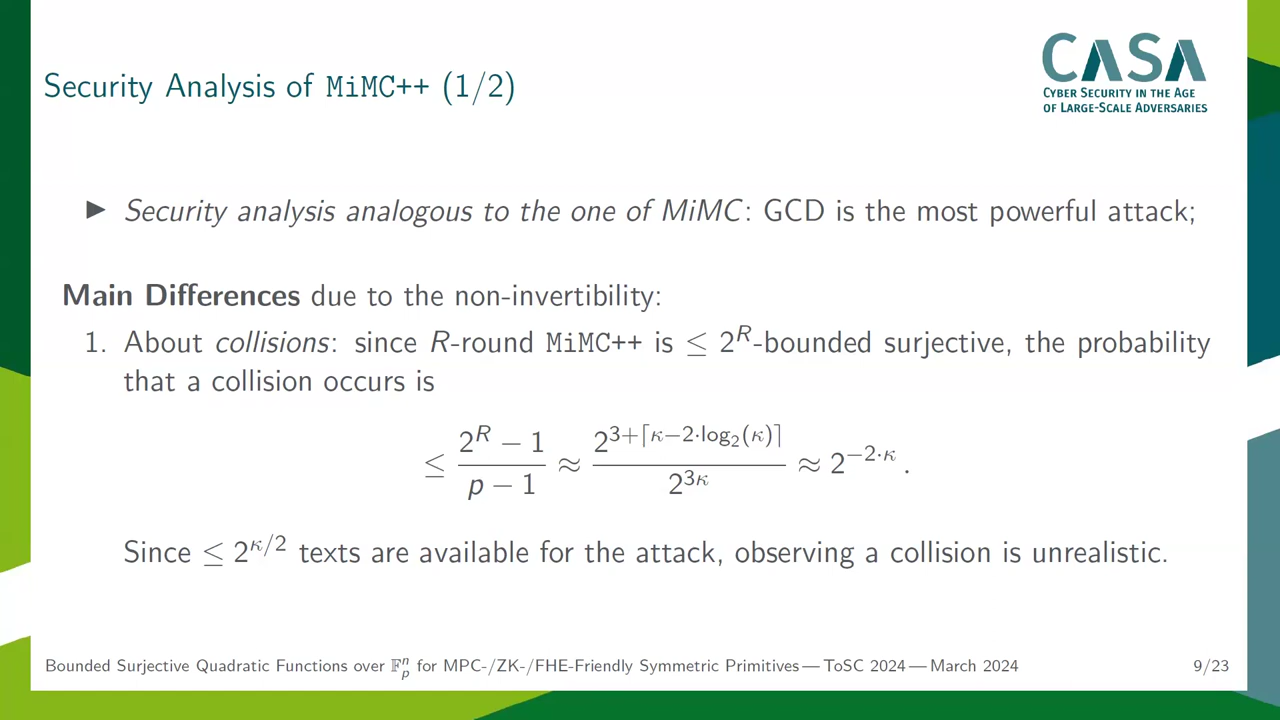 Security Analysis of MiMC++ (1/2)
CASA
CYBER SECURITY IN THE AGE
OF LARGE-SCALE ADVERSARIES
▶ Security analysis analogous to the one of MiMC: GCD is the most powerful attack;
Main Differences due to the non-invertibility:
1. About collisions: since R-round MiMC++ is ≤ 2^R-bounded surjective, the probability
that a collision occurs is
≤ (2^R − 1)/(p − 1) ≈ 2^{3+⌈κ−2·log₂(κ)⌉}/2^{3κ} ≈ 2^{−2·κ} .
Since ≤ 2^{κ/2} texts are available for the attack, observing a collision is unrealistic.
Bounded Surjective Quadratic Functions over 𝔽_p^n for MPC-/ZK-/FHE-Friendly Symmetric Primitives — ToSC 2024 — March 2024
9/23